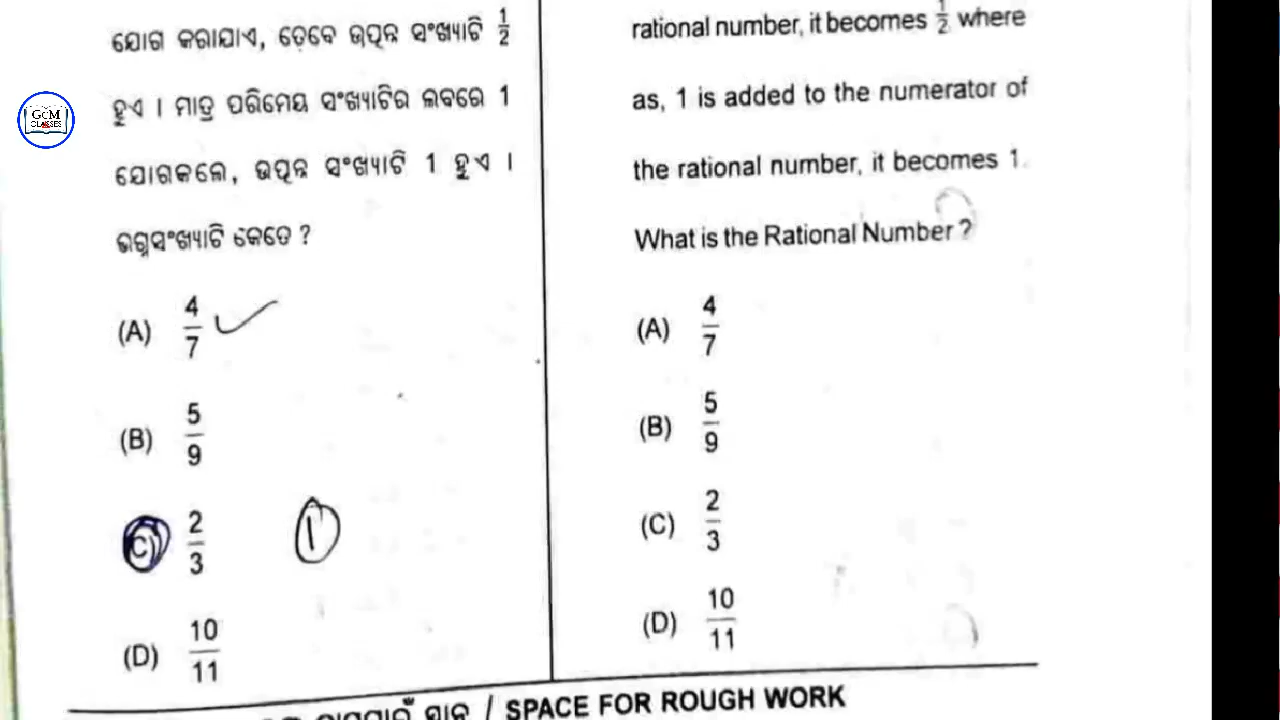 ଯୋଗ କରାଯାଏ, ତେବେ ଉତ୍ପନ୍ନ ସଂଖ୍ୟାଟି 1/2
ହୁଏ । ମାତ୍ର ପରିମେୟ ସଂଖ୍ୟାଟିର ଲବରେ 1
ଯୋଗକଲେ, ଉତ୍ପନ୍ନ ସଂଖ୍ୟାଟି 1 ହୁଏ ।
ଭଗ୍ନସଂଖ୍ୟାଟି କେତେ ?
(A) 4/7
(B) 5/9
(C) 2/3 1
(D) 10/11
GCM
CLASSES
rational number, it becomes 1/2 where
as, 1 is added to the numerator of
the rational number, it becomes 1.
What is the Rational Number ?
(A) 4/7
(B) 5/9
(C) 2/3
(D) 10/11
/ SPACE FOR ROUGH WORK